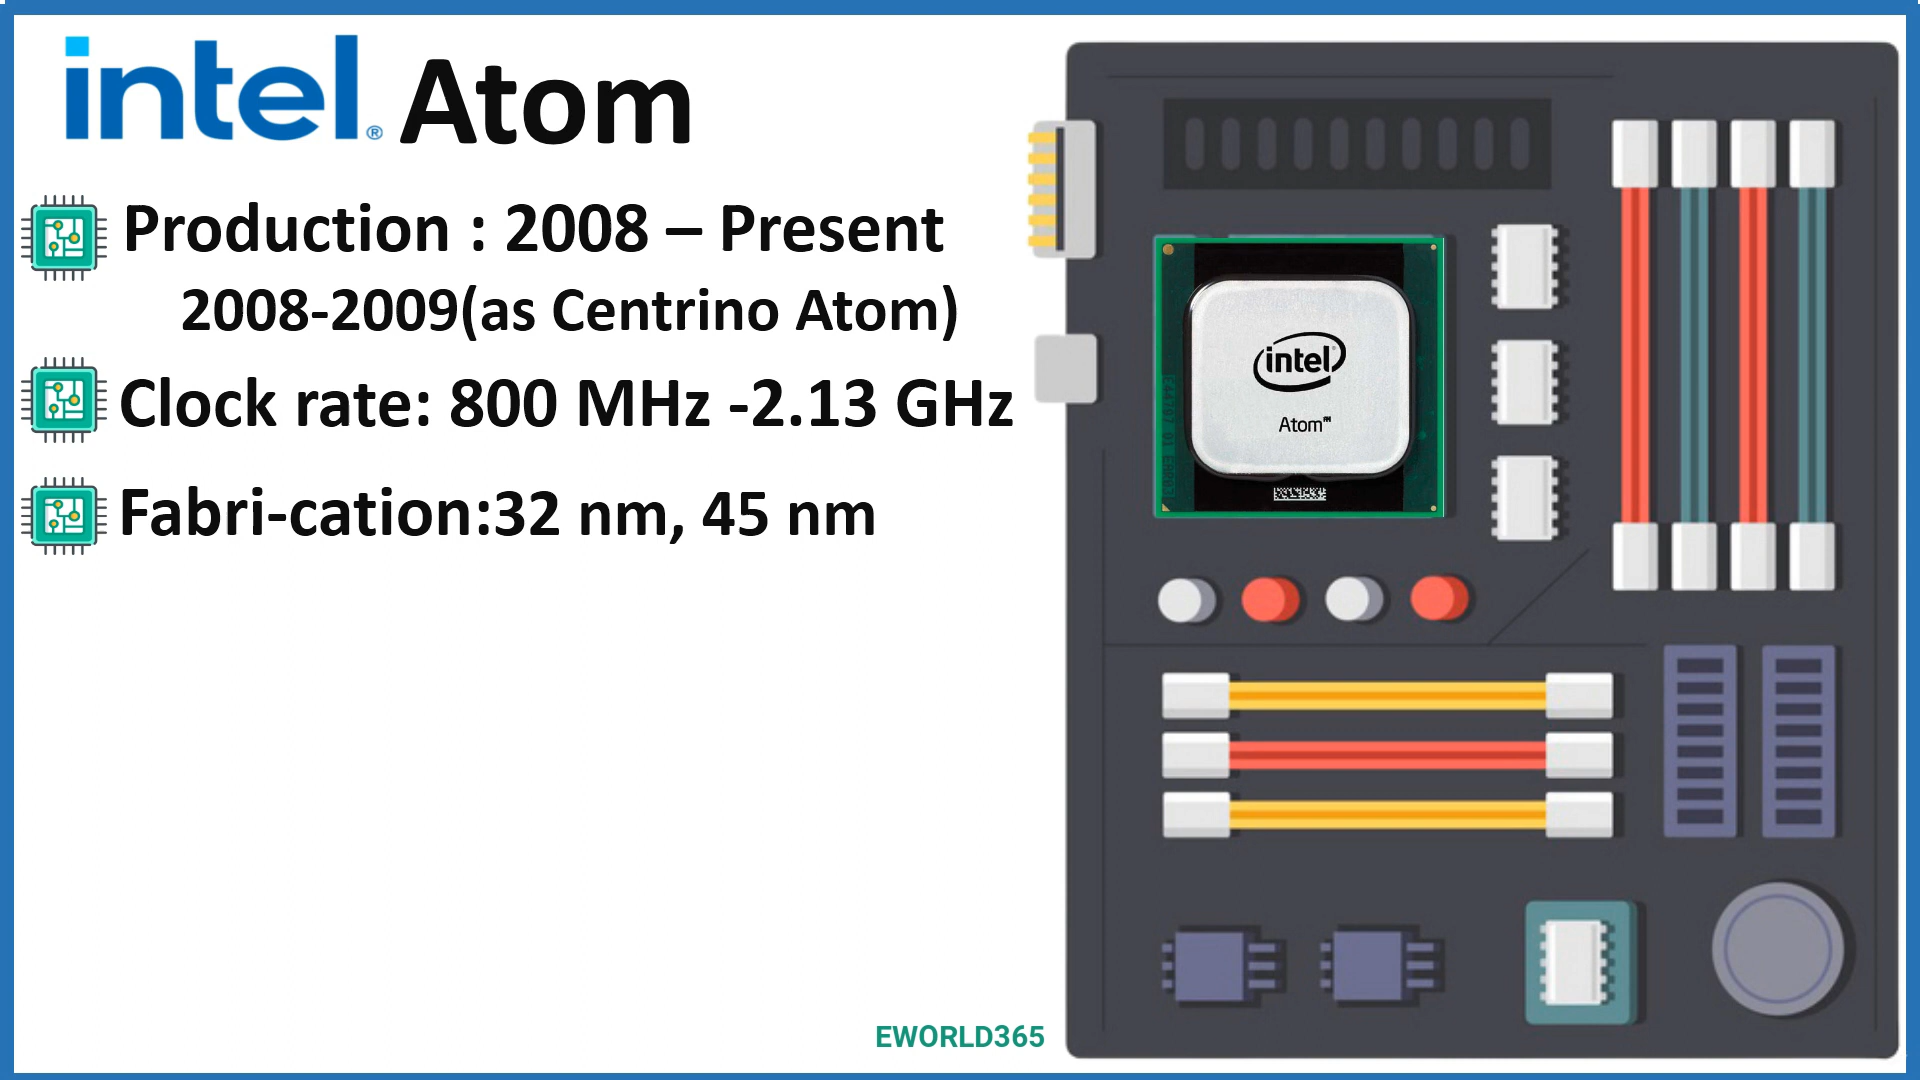 intel® Atom
Production : 2008 – Present
2008-2009(as Centrino Atom)
Clock rate: 800 MHz -2.13 GHz
Fabri-cation:32 nm, 45 nm
intel
Atom™
EWORLD365